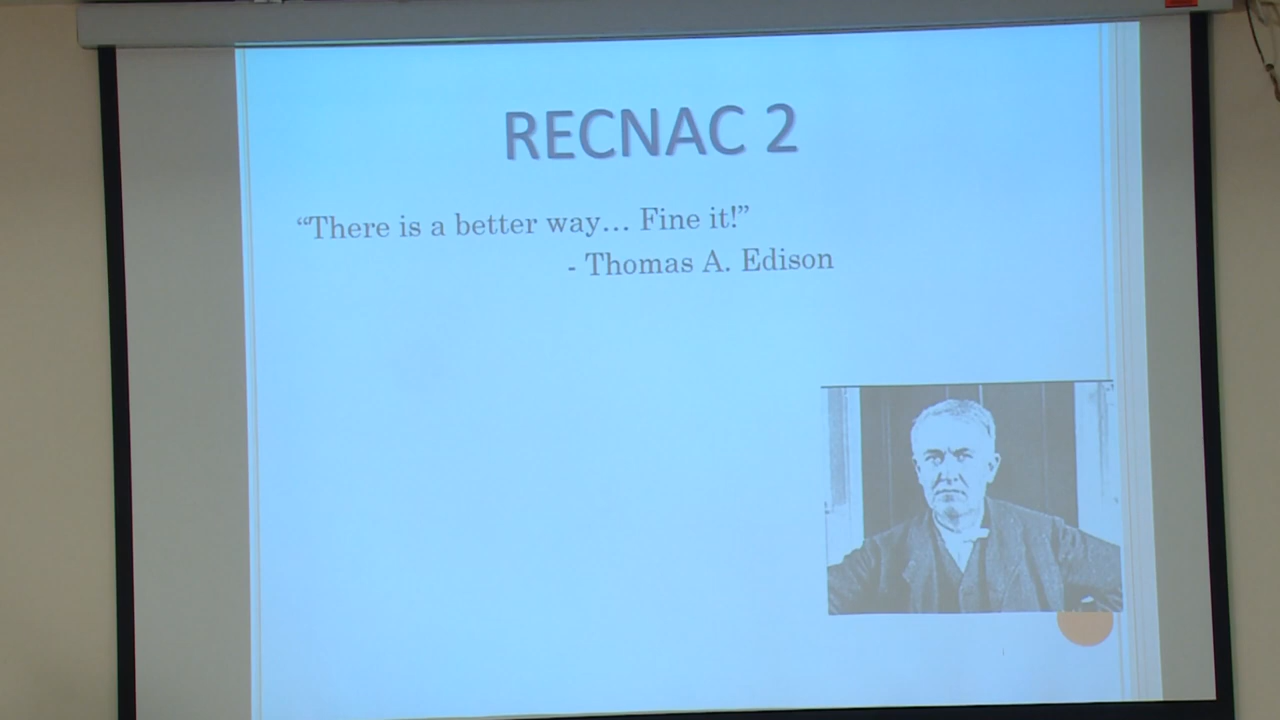 RECNAC 2
“There is a better way... Fine it!”
- Thomas A. Edison